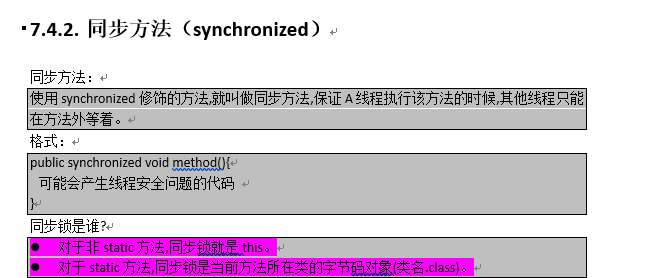 7.4.2. 同步方法（synchronized）
同步方法：
使用 synchronized 修饰的方法,就叫做同步方法,保证 A 线程执行该方法的时候,其他线程只能
在方法外等着。
格式：
public synchronized void method(){
可能会产生线程安全问题的代码
}
同步锁是谁?
● 对于非 static 方法,同步锁就是 this。
● 对于 static 方法,同步锁是当前方法所在类的字节码对象(类名.class)。